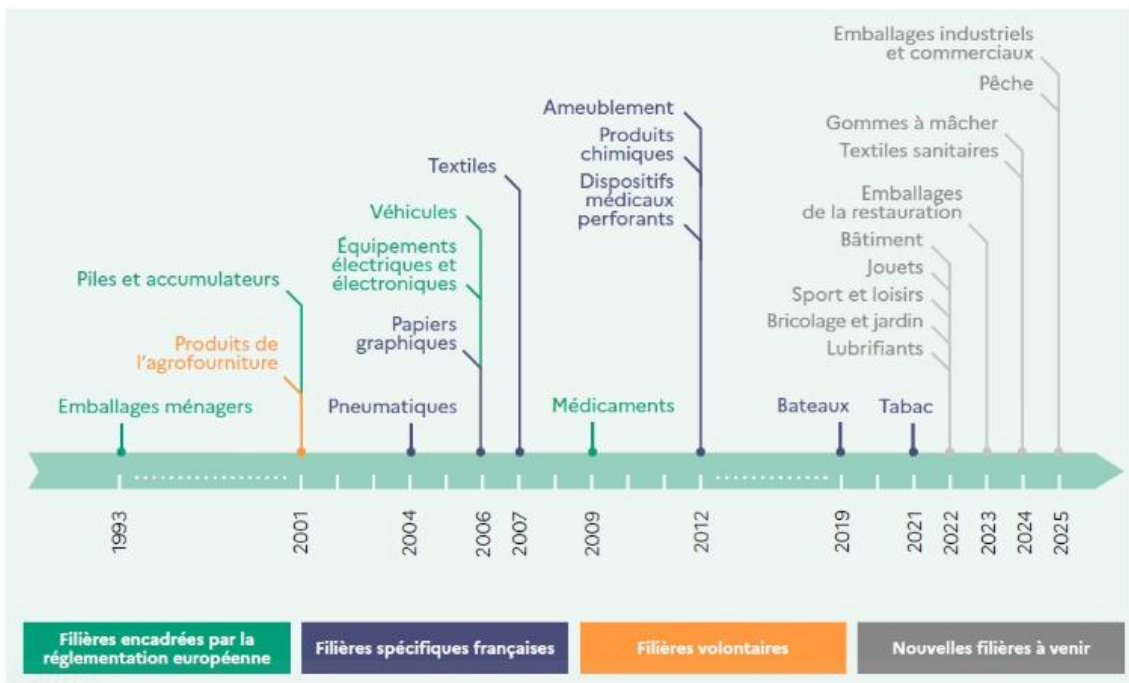 Emballages industriels
et commerciaux
Pêche
Ameublement
Gommes à mâcher
Produits
chimiques
Textiles sanitaires
Textiles
Dispositifs
médicaux
perforants
Emballages
de la restauration
Véhicules
Bâtiment
Équipements
électriques et
électroniques
Jouets
Piles et accumulateurs
Sport et loisirs
Papiers
graphiques
Bricolage et jardin
Produits de
l'agrofourniture
Lubrifiants
Emballages ménagers
Pneumatiques
Médicaments
Bateaux
Tabac
1993
2001
2004
2006
2007
2009
2012
2019
2021
2022
2023
2024
2025
Filières encadrées par la
réglementation européenne
Filières spécifiques françaises
Filières volontaires
Nouvelles filières à venir